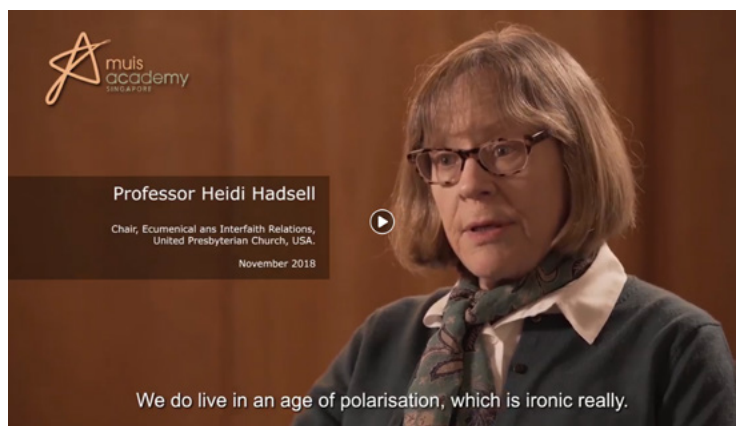 muis
academy
SINGAPORE
Professor Heidi Hadsell
Chair, Ecumenical ans Interfaith Relations,
United Presbyterian Church, USA.
November 2018
We do live in an age of polarisation, which is ironic really.